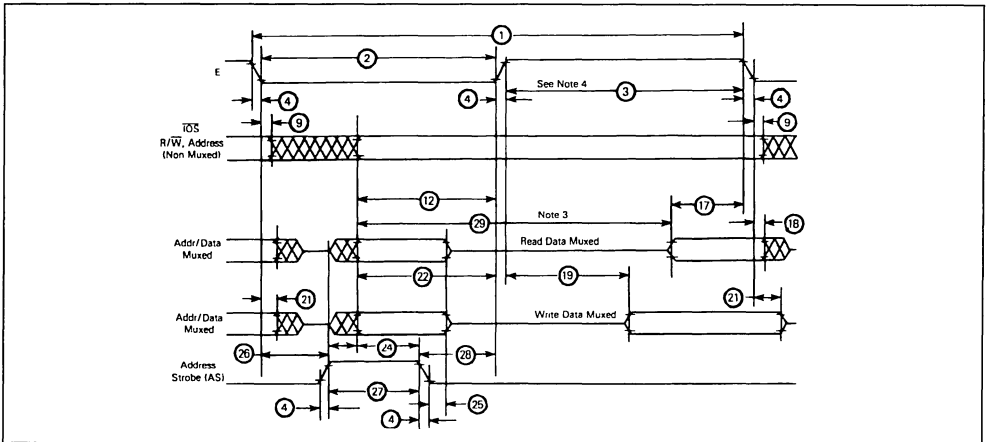 1
2
E
See Note 4
3
4
4
4
9
9
I̅O̅S̅
R/W̅, Address
(Non Muxed)
12
17
29
Note 3
18
Addr/Data
Muxed
Read Data Muxed
22
19
21
21
Addr/Data
Muxed
Write Data Muxed
26
24
28
Address
Strobe (AS)
27
4
25
4